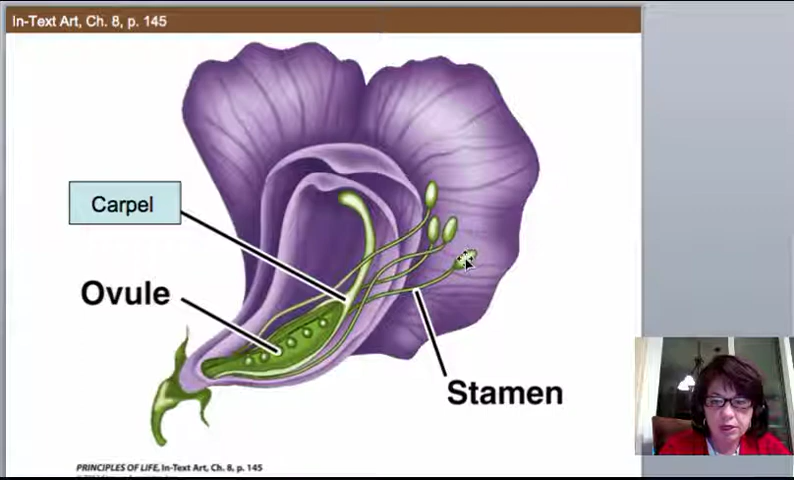 In-Text Art, Ch. 8, p. 145
Carpel
Ovule
Stamen
PRINCIPLES OF LIFE, In-Text Art, Ch. 8, p. 145